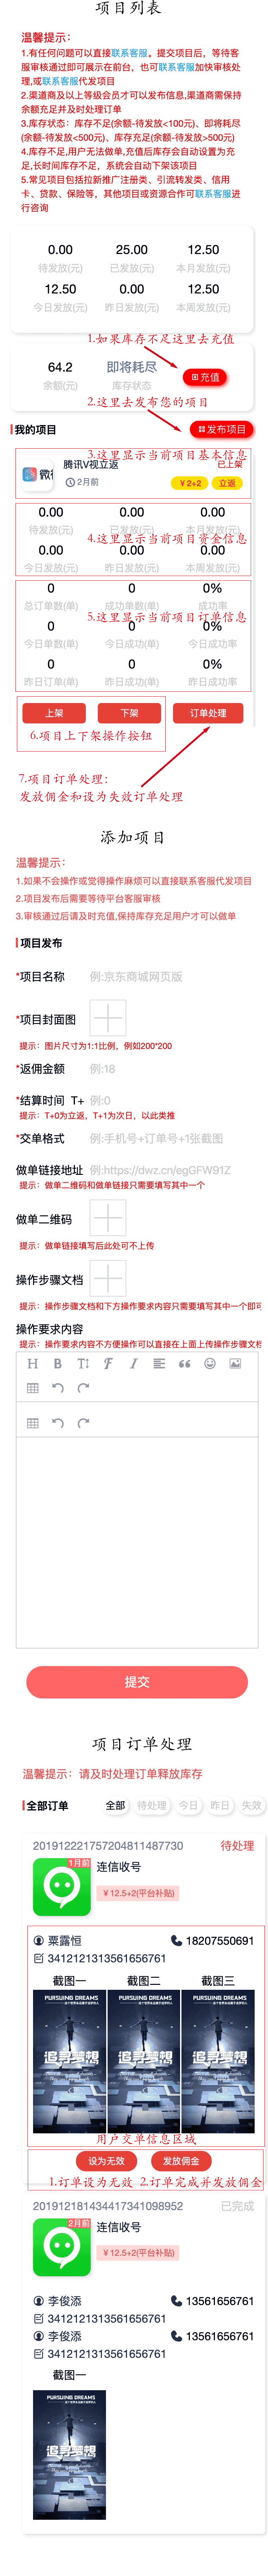 项目列表
温馨提示：
1.有任何问题可以直接联系客服。提交项目后，等待客
服审核通过即可展示在前台，也可联系客服加快审核处
理,或联系客服代发项目
2.渠道商及以上等级会员才可以发布信息,渠道商需保持
余额充足并及时处理订单
3.库存状态：库存不足(余额-待发放<100元)、即将耗尽
(余额-待发放<500元)、库存充足(余额-待发放>500元)
4.库存不足,用户无法做单,充值后库存会自动设置为充
足,长时间库存不足，系统会自动下架该项目
5.常见项目包括拉新推广注册类、引流转发类、信用
卡、贷款、保险等，其他项目或资源合作可联系客服进
行咨询
0.00 25.00 12.50
待发放(元) 已发放(元) 本月发放(元)
12.50 0.00 12.50
今日发放(元) 昨日发放(元) 本周发放(元)
1.如果库存不足这里去充值
64.2 即将耗尽 充值
余额(元) 库存状态
2.这里去发布您的项目
我的项目 发布项目
3.这里显示当前项目基本信息
腾讯V视立返 已上架
微视
2月前 ￥2+2 立返
0.00 0.00 0.00
待发放(元) 已发放(元) 本月发放(元)
4.这里显示当前项目资金信息
0.00 0.00 0.00
今日发放(元) 昨日发放(元) 本周发放(元)
0 0 0%
总订单数(单) 成功单数(单) 成功率
5.这里显示当前项目订单信息
0 0 0%
今日单数(单) 今日成功(单) 今日成功率
0 0 0%
昨日订单(单) 昨日成功(单) 昨日成功率
上架 下架 订单处理
6.项目上下架操作按钮
7.项目订单处理：
发放佣金和设为失效订单处理
添加项目
温馨提示：
1.如果不会操作或觉得操作麻烦可以直接联系客服代发项目
2.项目发布后需要等待平台客服审核
3.审核通过后请及时充值,保持库存充足用户才可以做单
项目发布
*项目名称 例:京东商城网页版
*项目封面图
提示：图片尺寸为1:1比例，例如200*200
*返佣金额 例:18
*结算时间 T+ 例:0
提示：T+0为立返，T+1为次日，以此类推
*交单格式 例:手机号+订单号+1张截图
做单链接地址 例:https://dwz.cn/egGFW91Z
提示：做单二维码和做单链接只需要填写其中一个
做单二维码
提示：做单链接填写后此处可不上传
操作步骤文档
提示：操作步骤文档和下方操作要求内容只需要填写其中一个即可
操作要求内容
提示：操作要求内容不方便操作可以直接在上面上传操作步骤文档
提交
项目订单处理
温馨提示：请及时处理订单释放库存
全部订单 全部 待处理 今日 昨日 失效
20191222175720481148​7730 待处理
1月前 连信收号
￥12.5+2(平台补贴)
粟露恒 18207550691
3412121313561656761
截图一 截图二 截图三
PURSUING DREAMS PURSUING DREAMS PURSUING DREAMS
追寻梦想 追寻梦想 追寻梦想
用户交单信息区域
设为无效 发放佣金
1.订单设为无效 2.订单完成并发放佣金
20191218143441734109​8952 已完成
2月前 连信收号
￥12.5+2(平台补贴)
李俊添 13561656761
3412121313561656761
李俊添 13561656761
3412121313561656761
截图一
PURSUING DREAMS
追寻梦想